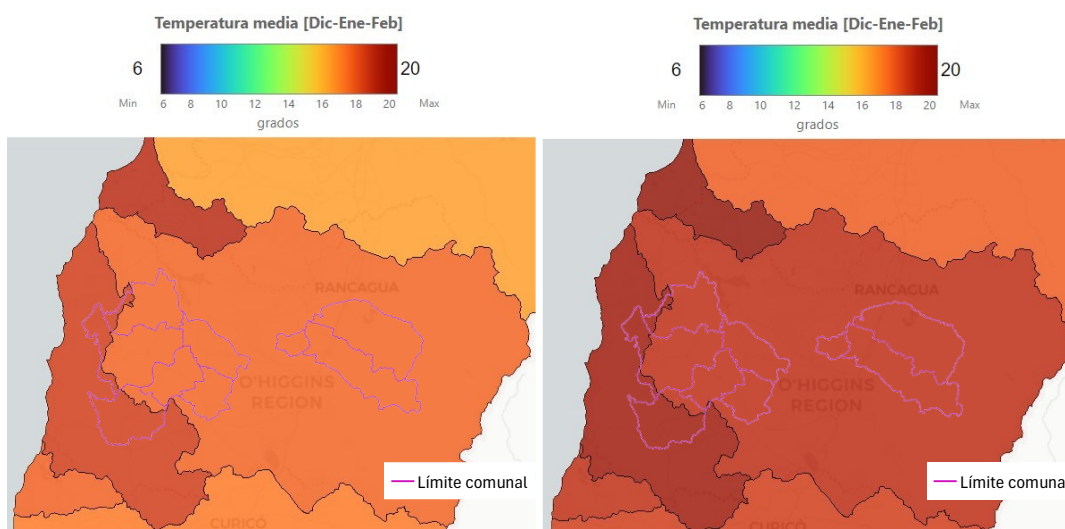 Temperatura media [Dic-Ene-Feb]
6
20
Min
6 8 10 12 14 16 18 20
Max
grados
RANCAGUA
O'HIGGINS
REGION
CURICÓ
Límite comunal
Temperatura media [Dic-Ene-Feb]
6
20
Min
6 8 10 12 14 16 18 20
Max
grados
RANCAGUA
O'HIGGINS
REGION
CURICÓ
Límite comuna